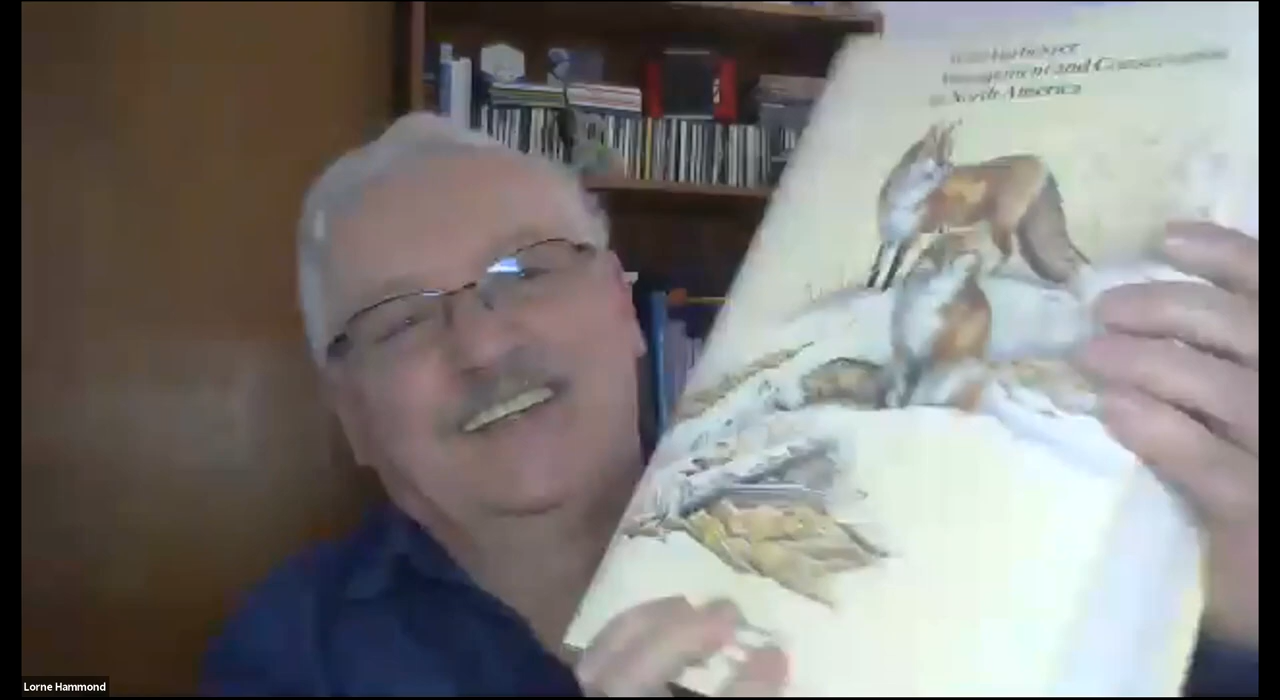 Wild Furbearer
Management and Conservation
in North America
Lorne Hammond